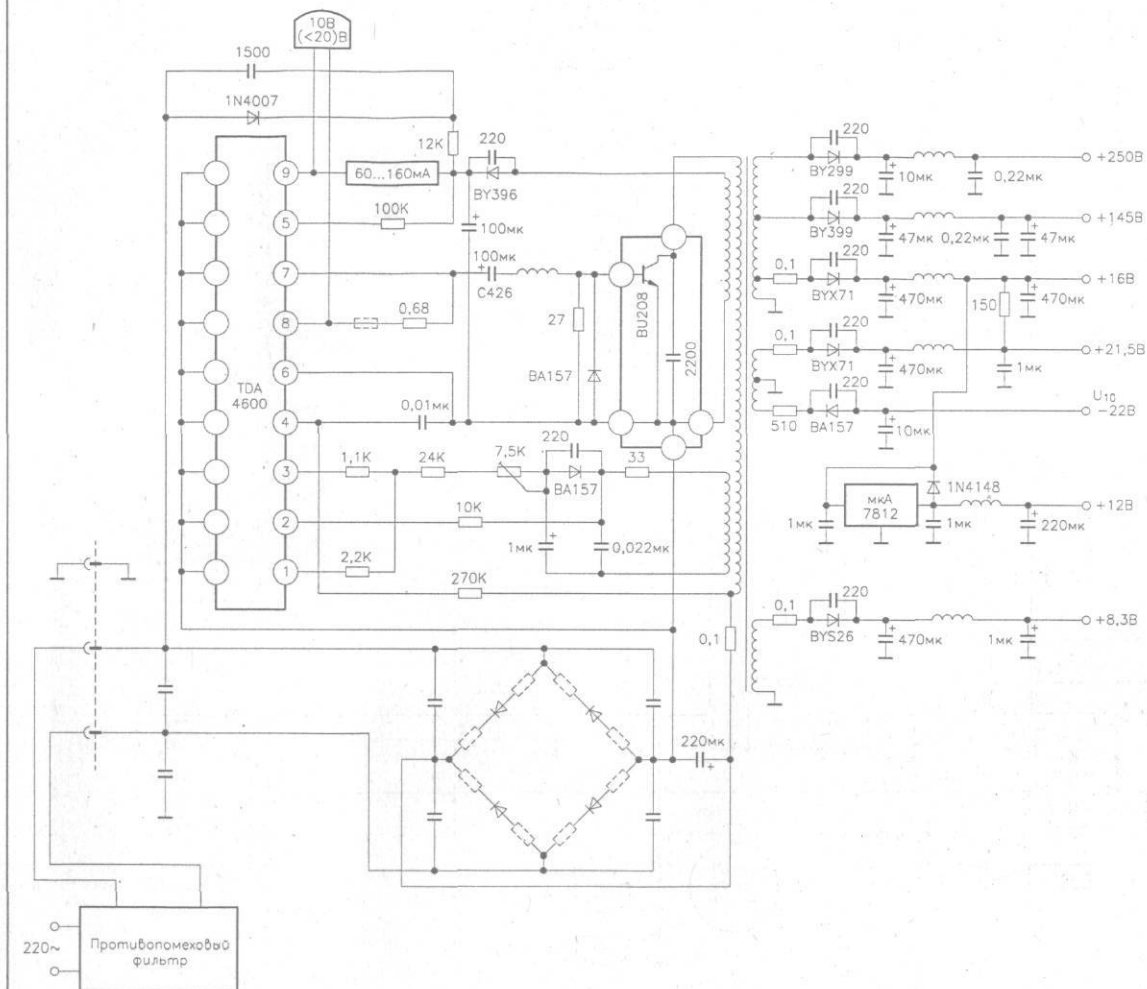 10В
(<20)В
1500
1N4007
12К
220
9
60...160мА
BY396
5
100К
+
100мк
7
100мк
+
С426
8
0,68
27
BU208
2200
6
TDA
4600
BA157
4
0,01мк
3
1,1К
24К
7,5К
220
BA157
33
2
10К
1мк
+
0,022мк
1
2,2К
270К
0,1
220мк
+
220~
Противопомеховый
фильтр
220
BY299
+
10мк
0,22мк
+250В
220
BY399
+
47мк
0,22мк
+
47мк
+145В
0,1
220
BYX71
+
470мк
150
+
470мк
+16В
0,1
220
BYX71
+
470мк
1мк
+21,5В
510
220
BA157
+
10мк
U10
-22В
1мк
мкА
7812
1N4148
1мк
+
220мк
+12В
0,1
220
BYS26
+
470мк
+
1мк
+8,3В